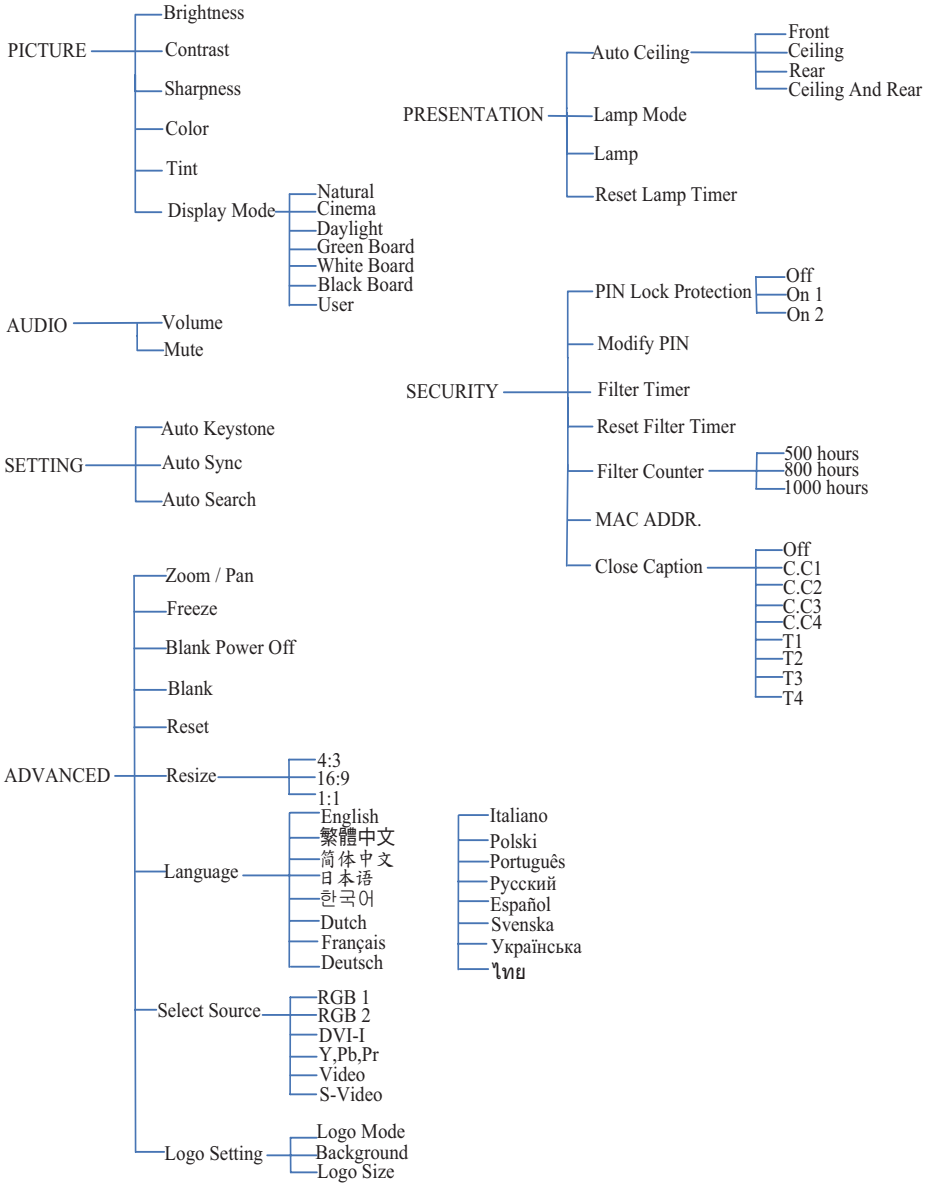 PICTURE
Brightness
Contrast
Sharpness
Color
Tint
Display Mode
Natural
Cinema
Daylight
Green Board
White Board
Black Board
User
AUDIO
Volume
Mute
SETTING
Auto Keystone
Auto Sync
Auto Search
ADVANCED
Zoom / Pan
Freeze
Blank Power Off
Blank
Reset
Resize
4:3
16:9
1:1
Language
English
繁體中文
简体中文
日本语
한국어
Dutch
Français
Deutsch
Italiano
Polski
Português
Русский
Español
Svenska
Українська
ไทย
Select Source
RGB 1
RGB 2
DVI-I
Y,Pb,Pr
Video
S-Video
Logo Setting
Logo Mode
Background
Logo Size
PRESENTATION
Auto Ceiling
Front
Ceiling
Rear
Ceiling And Rear
Lamp Mode
Lamp
Reset Lamp Timer
SECURITY
PIN Lock Protection
Off
On 1
On 2
Modify PIN
Filter Timer
Reset Filter Timer
Filter Counter
500 hours
800 hours
1000 hours
MAC ADDR.
Close Caption
Off
C.C1
C.C2
C.C3
C.C4
T1
T2
T3
T4